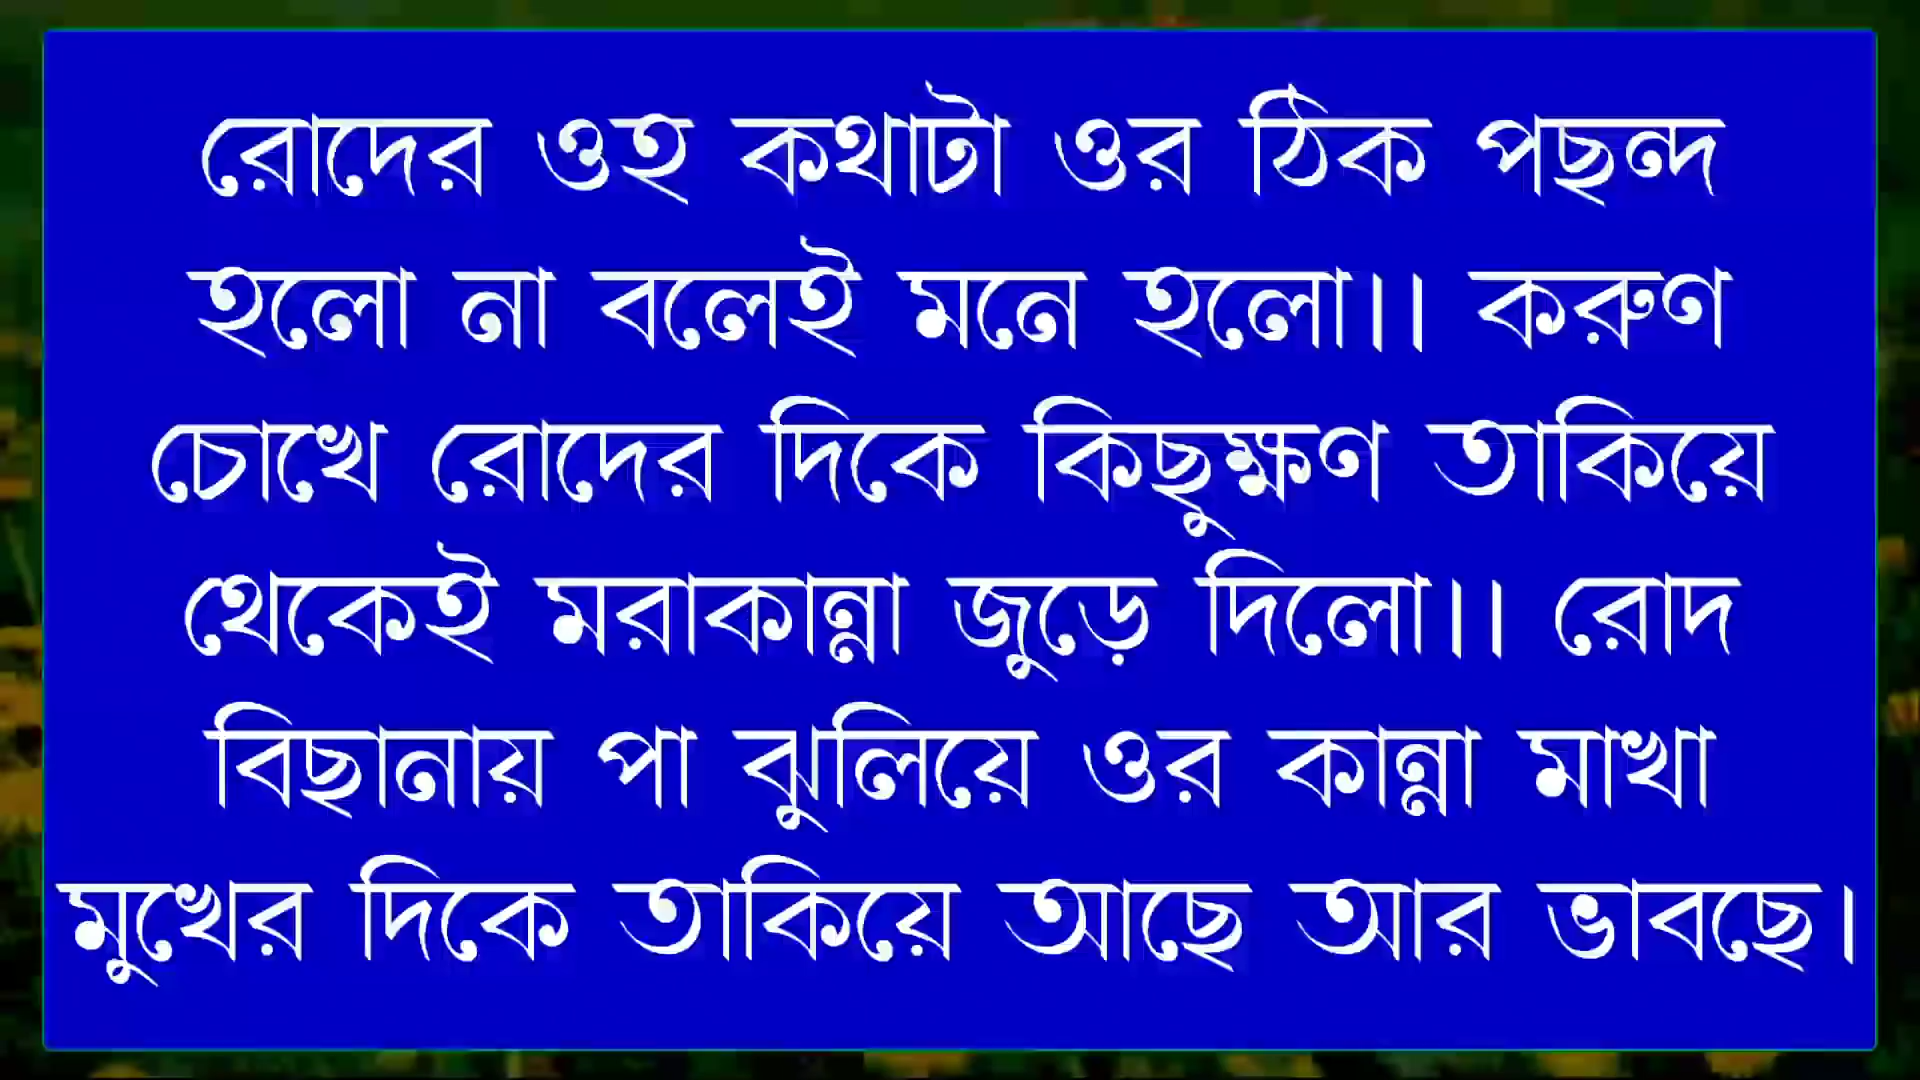 রোদের ওহ কথাটা ওর ঠিক পছন্দ
হলো না বলেই মনে হলো।। করুণ
চোখে রোদের দিকে কিছুক্ষণ তাকিয়ে
থেকেই মরাকান্না জুড়ে দিলো।। রোদ
বিছানায় পা ঝুলিয়ে ওর কান্না মাখা
মুখের দিকে তাকিয়ে আছে আর ভাবছে।